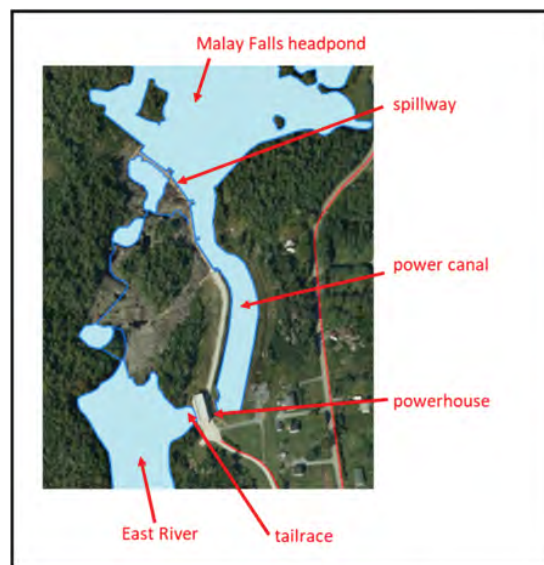 Malay Falls headpond
spillway
power canal
powerhouse
East River
tailrace